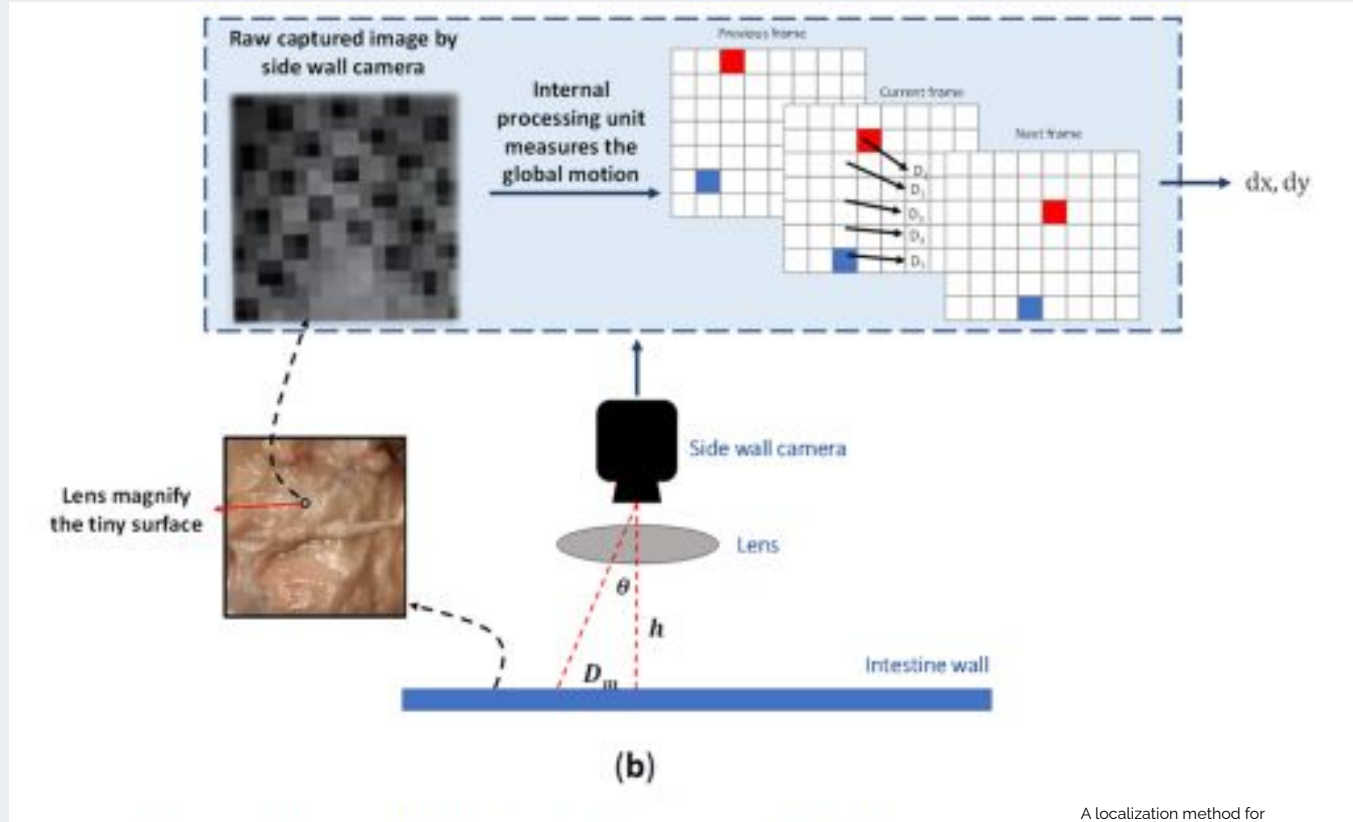 Raw captured image by
side wall camera
Internal
processing unit
measures the
global motion
Previous frame
Current frame
Next frame
dx, dy
Side wall camera
Lens magnify
the tiny surface
Lens
θ
h
D
m
Intestine wall
(b)
A localization method for